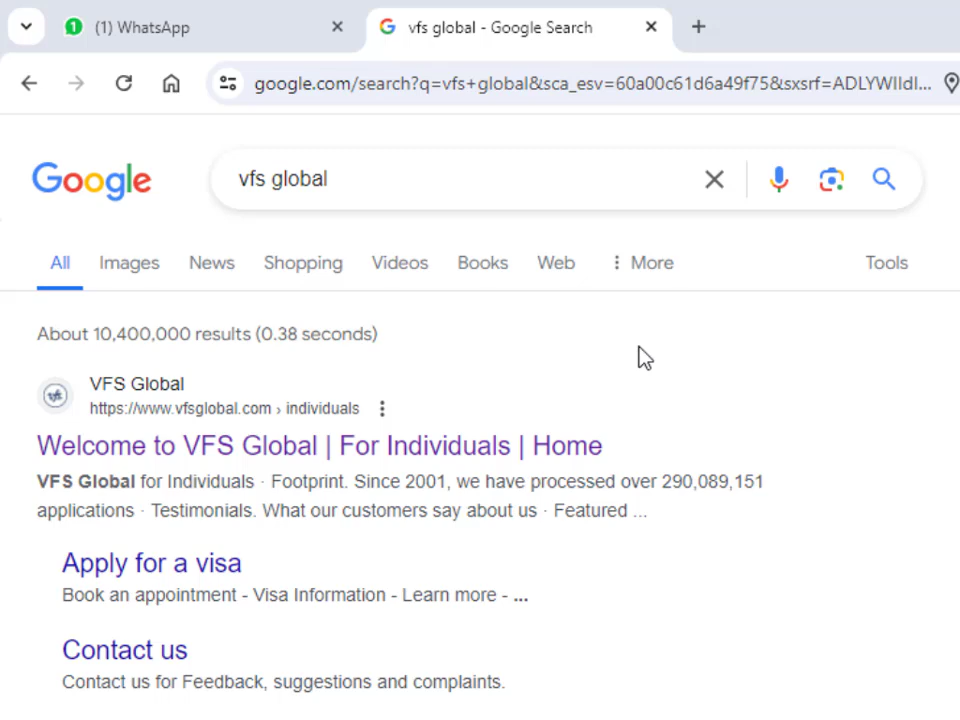 (1) WhatsApp
vfs global - Google Search
google.com/search?q=vfs+global&sca_esv=60a00c61d6a49f75&sxsrf=ADLYWIIdI...
Google
vfs global
All Images News Shopping Videos Books Web More Tools
About 10,400,000 results (0.38 seconds)
vfs
VFS Global
https://www.vfsglobal.com › individuals
Welcome to VFS Global | For Individuals | Home
VFS Global for Individuals · Footprint. Since 2001, we have processed over 290,089,151
applications · Testimonials. What our customers say about us · Featured ...
Apply for a visa
Book an appointment - Visa Information - Learn more - ...
Contact us
Contact us for Feedback, suggestions and complaints.